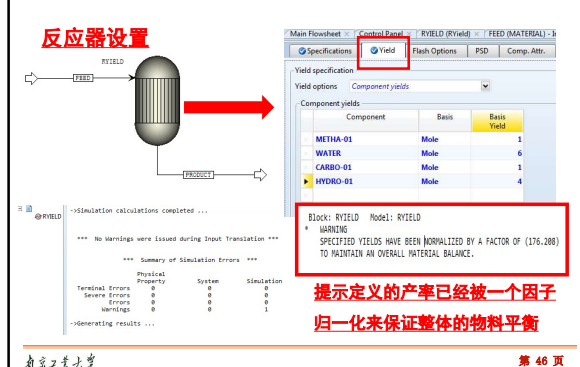 反应器设置
RYIELD
FEED
PRODUCT
Main Flowsheet × Control Panel × RYIELD (RYield) × FEED (MATERIAL) - In
Specifications Yield Flash Options PSD Comp. Attr.
Yield specification
Yield options Component yields
Component yields
Component Basis Basis Yield
METHA-01 Mole 1
WATER Mole 6
CARBO-01 Mole 1
HYDRO-01 Mole 4
RYIELD
->Simulation calculations completed ...
*** No Warnings were issued during Input Translation ***
*** Summary of Simulation Errors ***
Physical
Property System Simulation
Terminal Errors 0 0 0
Severe Errors 0 0 0
Errors 0 0 0
Warnings 0 0 1
->Generating results ...
Block: RYIELD Model: RYIELD
* WARNING
SPECIFIED YIELDS HAVE BEEN NORMALIZED BY A FACTOR OF (176.208)
TO MAINTAIN AN OVERALL MATERIAL BALANCE.
提示定义的产率已经被一个因子
归一化来保证整体的物料平衡
南京工业大学
第 46 页